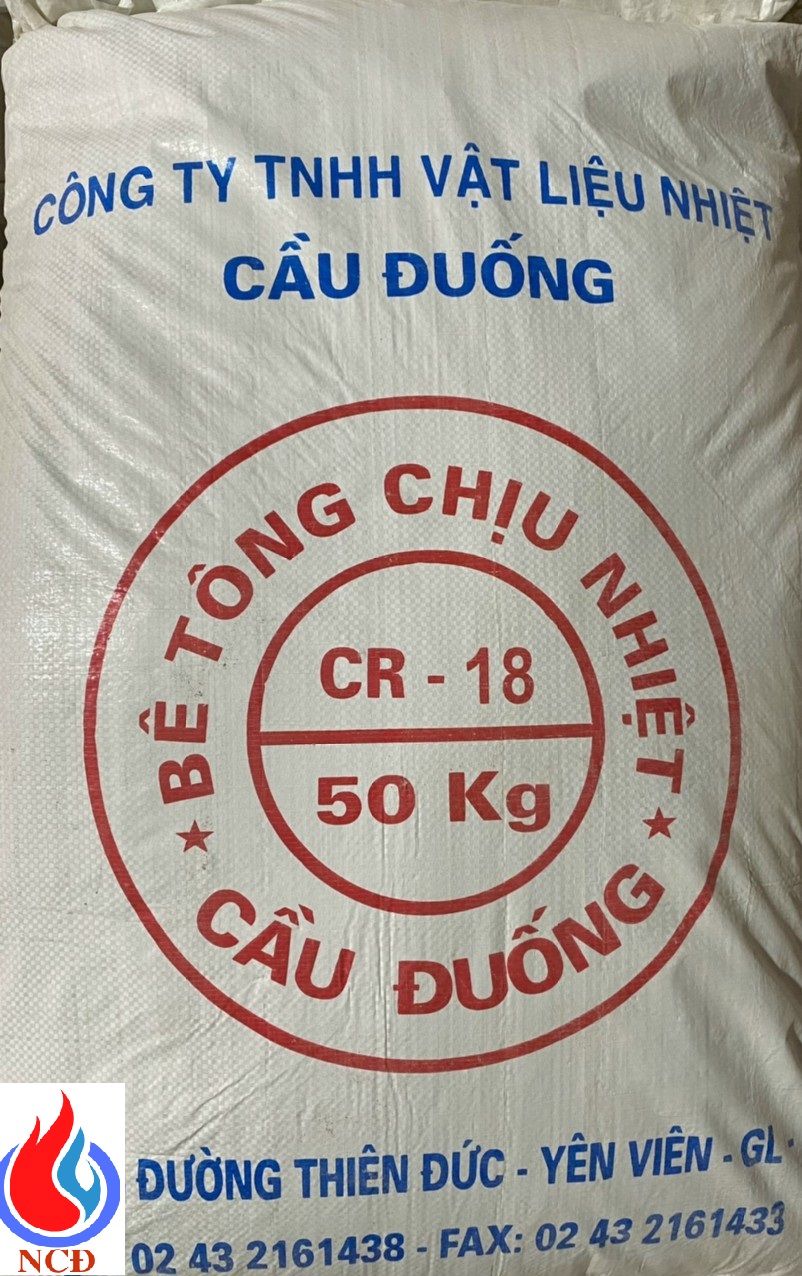 CÔNG TY TNHH VẬT LIỆU NHIỆT
CẦU ĐUỐNG
BÊ TÔNG CHỊU NHIỆT
CR - 18
50 Kg
CẦU ĐUỐNG
ĐƯỜNG THIÊN ĐỨC - YÊN VIÊN - GL -
02 43 2161438 - FAX: 02 43 2161433
NCĐ